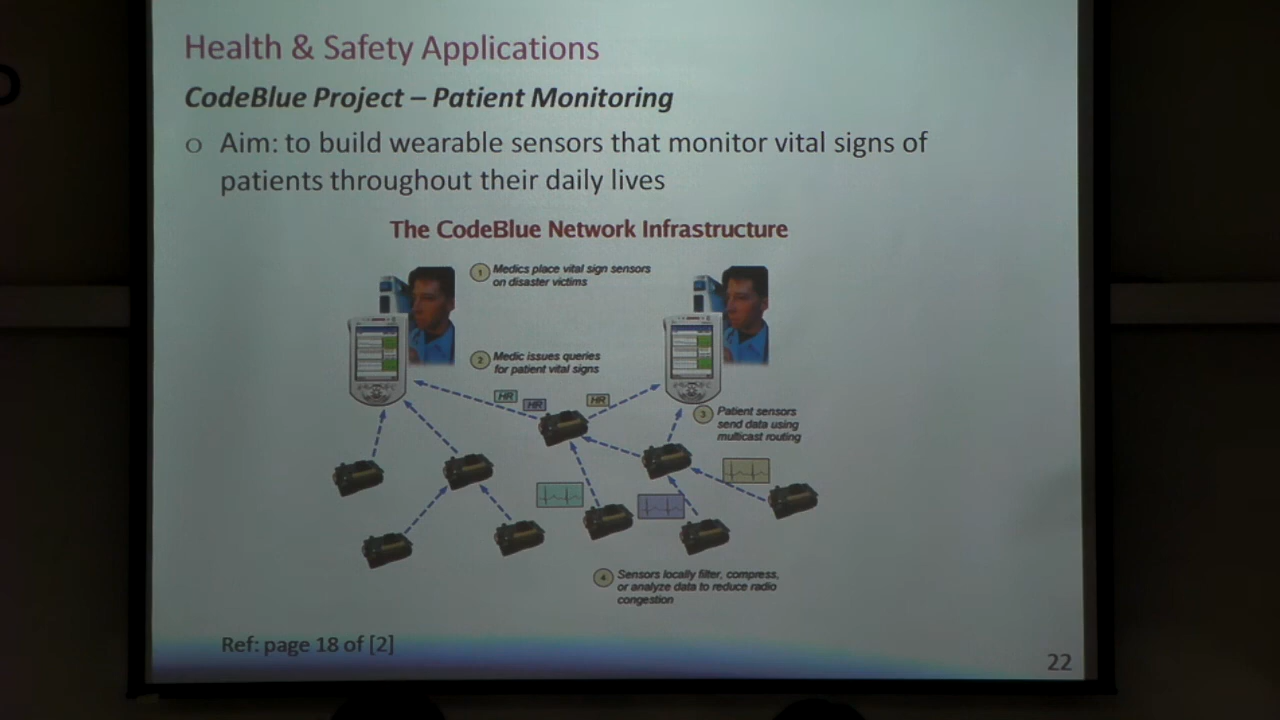 Health & Safety Applications
CodeBlue Project – Patient Monitoring
o Aim: to build wearable sensors that monitor vital signs of
patients throughout their daily lives
The CodeBlue Network Infrastructure
1 Medics place vital sign sensors
on disaster victims
2 Medic issues queries
for patient vital signs
HR
HR
HR
3 Patient sensors
send data using
multicast routing
4 Sensors locally filter, compress,
or analyze data to reduce radio
congestion
Ref: page 18 of [2]
22